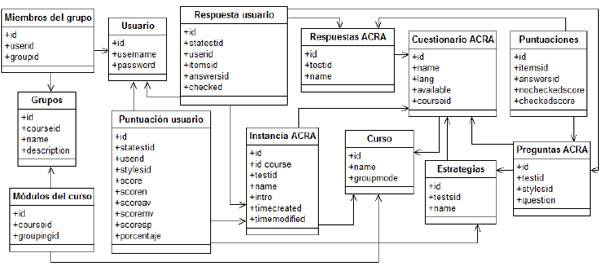 Miembros del grupo
+id
+userid
+groupid
Usuario
+id
+username
+password
Respuesta usuario
+id
+statestid
+userid
+itemsid
+answersid
+checked
Respuestas ACRA
+id
+testid
+name
Cuestionario ACRA
+id
+name
+lang
+available
+courseid
Puntuaciones
+id
+itemsid
+answersid
+nocheckedscore
+checkedscore
Grupos
+id
+courseid
+name
+description
Puntuación usuario
+id
+statestid
+userid
+stylesid
+score
+scoren
+scoreav
+scoremv
+scoresp
+porcentaje
Instancia ACRA
+id
+id course
+testid
+name
+intro
+timecreated
+timemodified
Curso
+id
+name
+groupmode
Estrategias
+id
+testsid
+name
Preguntas ACRA
+id
+testid
+stylesid
+question
Módulos del curso
+id
+courseid
+groupingid